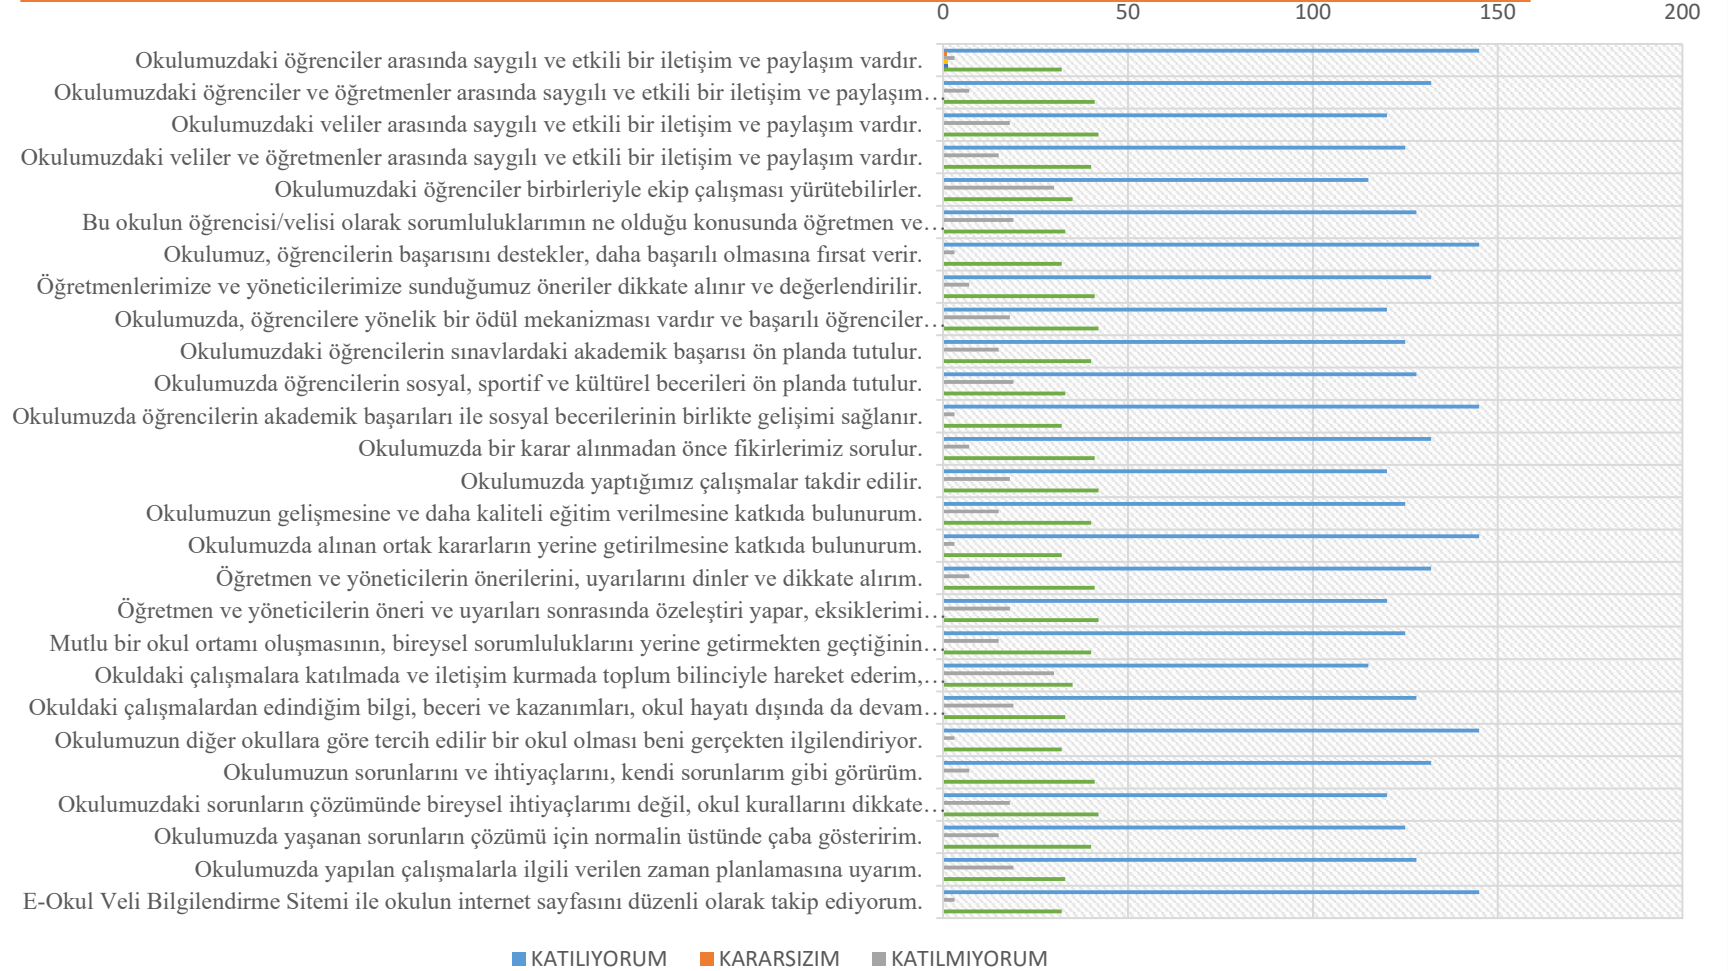 0 50 100 150 200
Okulumuzdaki öğrenciler arasında saygılı ve etkili bir iletişim ve paylaşım vardır.
Okulumuzdaki öğrenciler ve öğretmenler arasında saygılı ve etkili bir iletişim ve paylaşım…
Okulumuzdaki veliler arasında saygılı ve etkili bir iletişim ve paylaşım vardır.
Okulumuzdaki veliler ve öğretmenler arasında saygılı ve etkili bir iletişim ve paylaşım vardır.
Okulumuzdaki öğrenciler birbirleriyle ekip çalışması yürütebilirler.
Bu okulun öğrencisi/velisi olarak sorumluluklarımın ne olduğu konusunda öğretmen ve…
Okulumuz, öğrencilerin başarısını destekler, daha başarılı olmasına fırsat verir.
Öğretmenlerimize ve yöneticilerimize sunduğumuz öneriler dikkate alınır ve değerlendirilir.
Okulumuzda, öğrencilere yönelik bir ödül mekanizması vardır ve başarılı öğrenciler…
Okulumuzdaki öğrencilerin sınavlardaki akademik başarısı ön planda tutulur.
Okulumuzda öğrencilerin sosyal, sportif ve kültürel becerileri ön planda tutulur.
Okulumuzda öğrencilerin akademik başarıları ile sosyal becerilerinin birlikte gelişimi sağlanır.
Okulumuzda bir karar alınmadan önce fikirlerimiz sorulur.
Okulumuzda yaptığımız çalışmalar takdir edilir.
Okulumuzun gelişmesine ve daha kaliteli eğitim verilmesine katkıda bulunurum.
Okulumuzda alınan ortak kararların yerine getirilmesine katkıda bulunurum.
Öğretmen ve yöneticilerin önerilerini, uyarılarını dinler ve dikkate alırım.
Öğretmen ve yöneticilerin öneri ve uyarıları sonrasında özeleştiri yapar, eksiklerimi…
Mutlu bir okul ortamı oluşmasının, bireysel sorumluluklarını yerine getirmekten geçtiğinin…
Okuldaki çalışmalara katılmada ve iletişim kurmada toplum bilinciyle hareket ederim,…
Okuldaki çalışmalardan edindiğim bilgi, beceri ve kazanımları, okul hayatı dışında da devam…
Okulumuzun diğer okullara göre tercih edilir bir okul olması beni gerçekten ilgilendiriyor.
Okulumuzun sorunlarını ve ihtiyaçlarını, kendi sorunlarım gibi görürüm.
Okulumuzdaki sorunların çözümünde bireysel ihtiyaçlarımı değil, okul kurallarını dikkate…
Okulumuzda yaşanan sorunların çözümü için normalin üstünde çaba gösteririm.
Okulumuzda yapılan çalışmalarla ilgili verilen zaman planlamasına uyarım.
E-Okul Veli Bilgilendirme Sitemi ile okulun internet sayfasını düzenli olarak takip ediyorum.
KATILIYORUM KARARSIZIM KATILMIYORUM